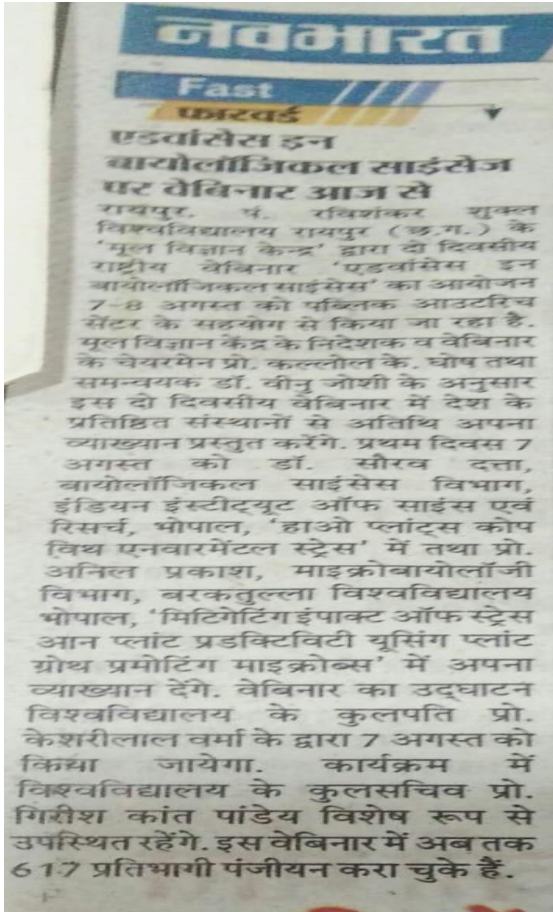 नवभारत
Fast
फारवर्ड
एडवांसेस इन
बायोलॉजिकल साइंसेज
पर वेबिनार आज से
रायपुर. पं. रविशंकर शुक्ल
विश्वविद्यालय रायपुर (छ.ग.) के
'मूल विज्ञान केन्द्र' द्वारा दो दिवसीय
राष्ट्रीय वेबिनार 'एडवांसेस इन
बायोलॉजिकल साइंसेस' का आयोजन
7-8 अगस्त को पब्लिक आउटरिच
सेंटर के सहयोग से किया जा रहा है.
मूल विज्ञान केंद्र के निदेशक व वेबिनार
के चेयरमेन प्रो. कल्लोल के. घोष तथा
समन्वयक डॉ. वीनु जोशी के अनुसार
इस दो दिवसीय वेबिनार में देश के
प्रतिष्ठित संस्थानों से अतिथि अपना
व्याख्यान प्रस्तुत करेंगे. प्रथम दिवस 7
अगस्त को डॉ. सौरव दत्ता,
बायोलॉजिकल साइंसेस विभाग,
इंडियन इंस्टीट्यूट ऑफ साइंस एवं
रिसर्च, भोपाल, 'हाओ प्लांट्स कोप
विथ एनवारमेंटल स्ट्रेस' में तथा प्रो.
अनिल प्रकाश, माइक्रोबायोलॉजी
विभाग, बरकतुल्ला विश्वविद्यालय
भोपाल, 'मिटिगेटिंग इंपाक्ट ऑफ स्ट्रेस
आन प्लांट प्रडक्टिविटी यूसिंग प्लांट
ग्रोथ प्रमोटिंग माइक्रोब्स' में अपना
व्याख्यान देंगे. वेबिनार का उद्घाटन
विश्वविद्यालय के कुलपति प्रो.
केशरीलाल वर्मा के द्वारा 7 अगस्त को
किया जायेगा. कार्यक्रम में
विश्वविद्यालय के कुलसचिव प्रो.
गिरीश कांत पांडेय विशेष रूप से
उपस्थित रहेंगे. इस वेबिनार में अब तक
617 प्रतिभागी पंजीयन करा चुके हैं.